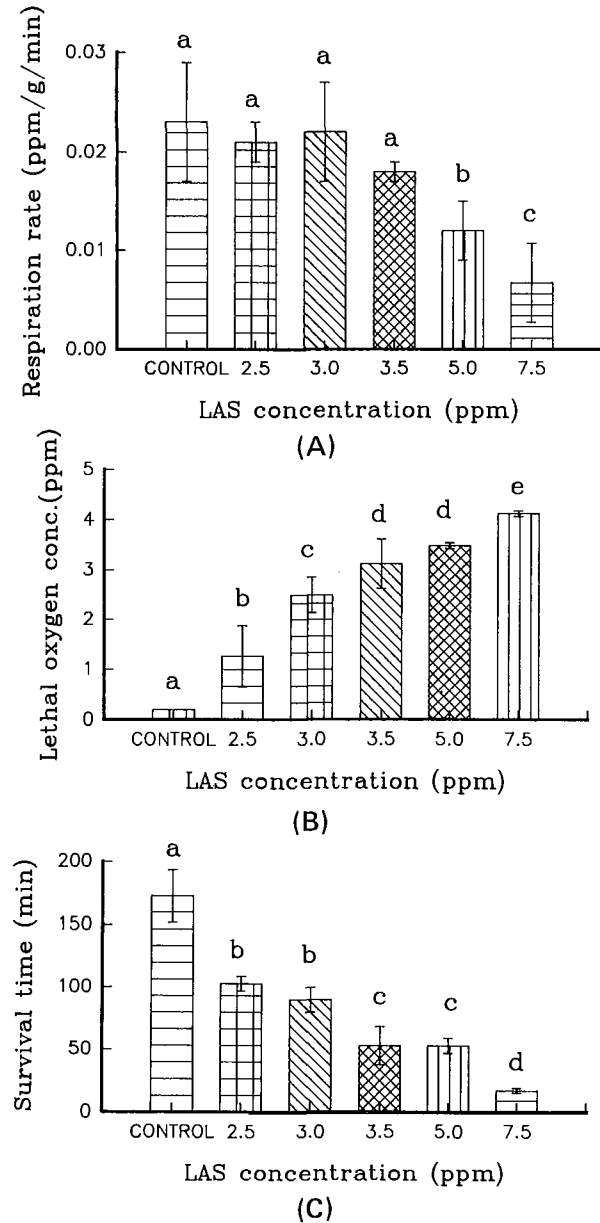 Respiration rate (ppm/g/min)
0.03
0.02
0.01
0.00
a
a
a
a
b
c
CONTROL 2.5 3.0 3.5 5.0 7.5
LAS concentration (ppm)
(A)
Lethal oxygen conc.(ppm)
5
4
3
2
1
0
a
b
c
d
d
e
CONTROL 2.5 3.0 3.5 5.0 7.5
LAS concentration (ppm)
(B)
Survival time (min)
200
150
100
50
0
a
b
b
c
c
d
CONTROL 2.5 3.0 3.5 5.0 7.5
LAS concentration (ppm)
(C)